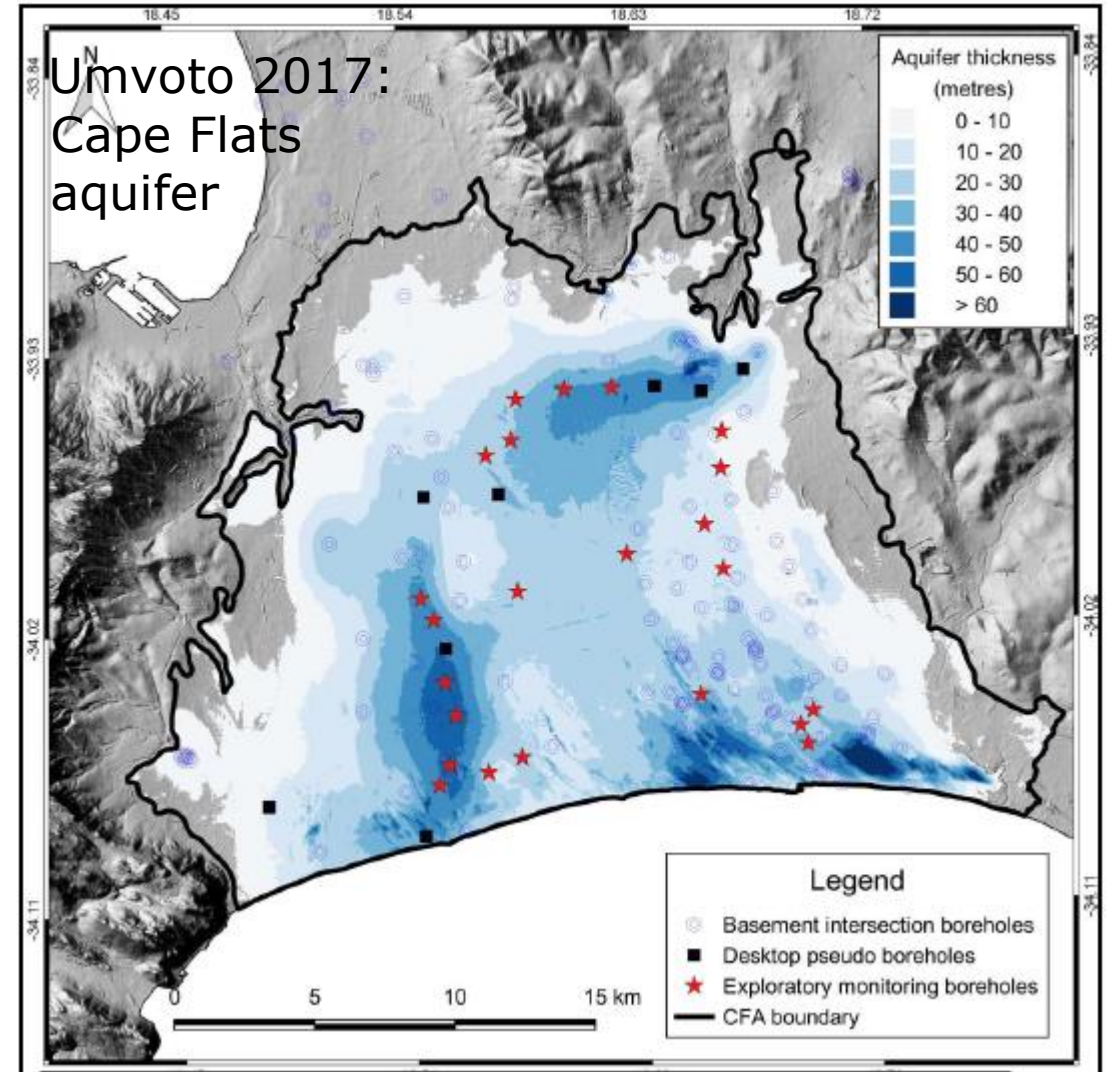 18.45 18.54 18.63 18.72
N
Umvoto 2017:
Cape Flats
aquifer
Aquifer thickness
(metres)
0 - 10
10 - 20
20 - 30
30 - 40
40 - 50
50 - 60
> 60
-33.84
-33.84
-33.93
-33.93
-34.02
-34.02
-34.11
-34.11
0 5 10 15 km
Legend
Basement intersection boreholes
Desktop pseudo boreholes
Exploratory monitoring boreholes
CFA boundary